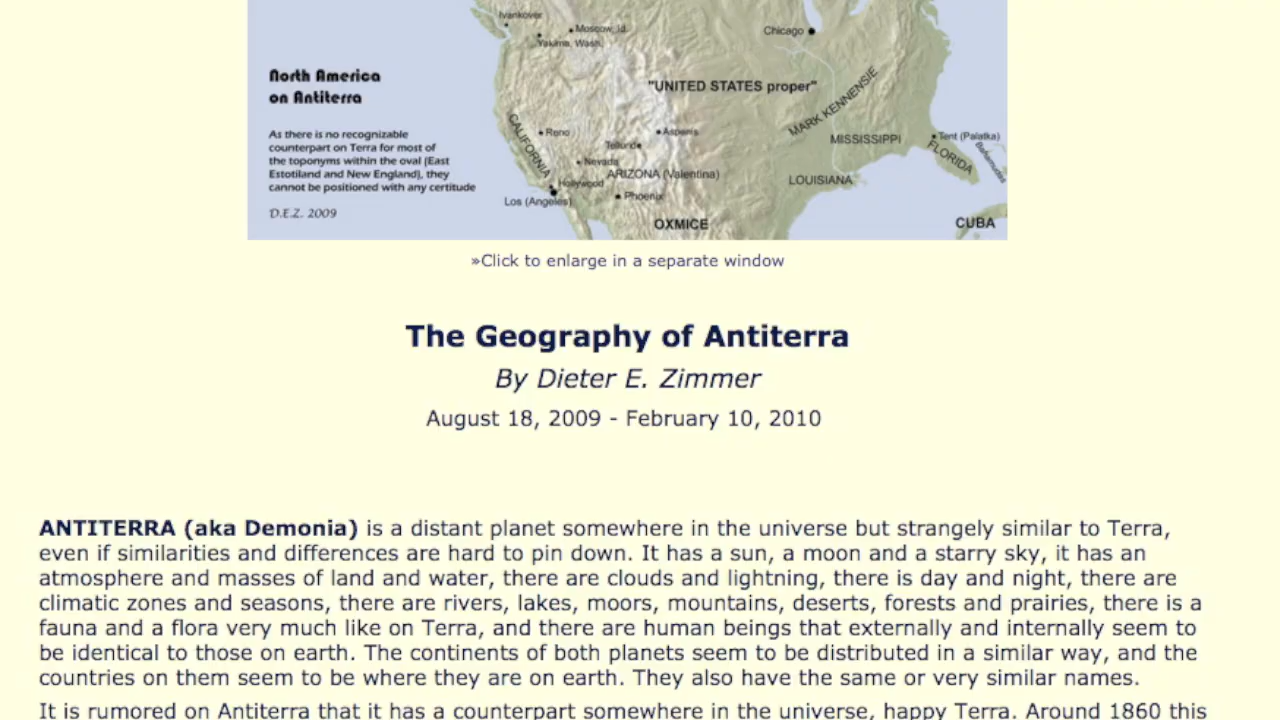 Ivankover
Moscow, Id.
Yakima, Wash.
Chicago
North America
on Antiterra
"UNITED STATES proper"
MARK KENNENSIE
CALIFORNIA
Reno
Aspenis
As there is no recognizable
counterpart on Terra for most of
the toponyms within the oval (East
Estotiland and New England), they
cannot be positioned with any certitude
Telluride
MISSISSIPPI
Tent (Palatka)
FLORIDA
Nevada
ARIZONA (Valentina)
LOUISIANA
Hollywood
Los (Angeles)
Phoenix
D.E.Z. 2009
OXMICE
CUBA
»Click to enlarge in a separate window
The Geography of Antiterra
By Dieter E. Zimmer
August 18, 2009 - February 10, 2010
ANTITERRA (aka Demonia) is a distant planet somewhere in the universe but strangely similar to Terra,
even if similarities and differences are hard to pin down. It has a sun, a moon and a starry sky, it has an
atmosphere and masses of land and water, there are clouds and lightning, there is day and night, there are
climatic zones and seasons, there are rivers, lakes, moors, mountains, deserts, forests and prairies, there is a
fauna and a flora very much like on Terra, and there are human beings that externally and internally seem to
be identical to those on earth. The continents of both planets seem to be distributed in a similar way, and the
countries on them seem to be where they are on earth. They also have the same or very similar names.
It is rumored on Antiterra that it has a counterpart somewhere in the universe, happy Terra. Around 1860 this